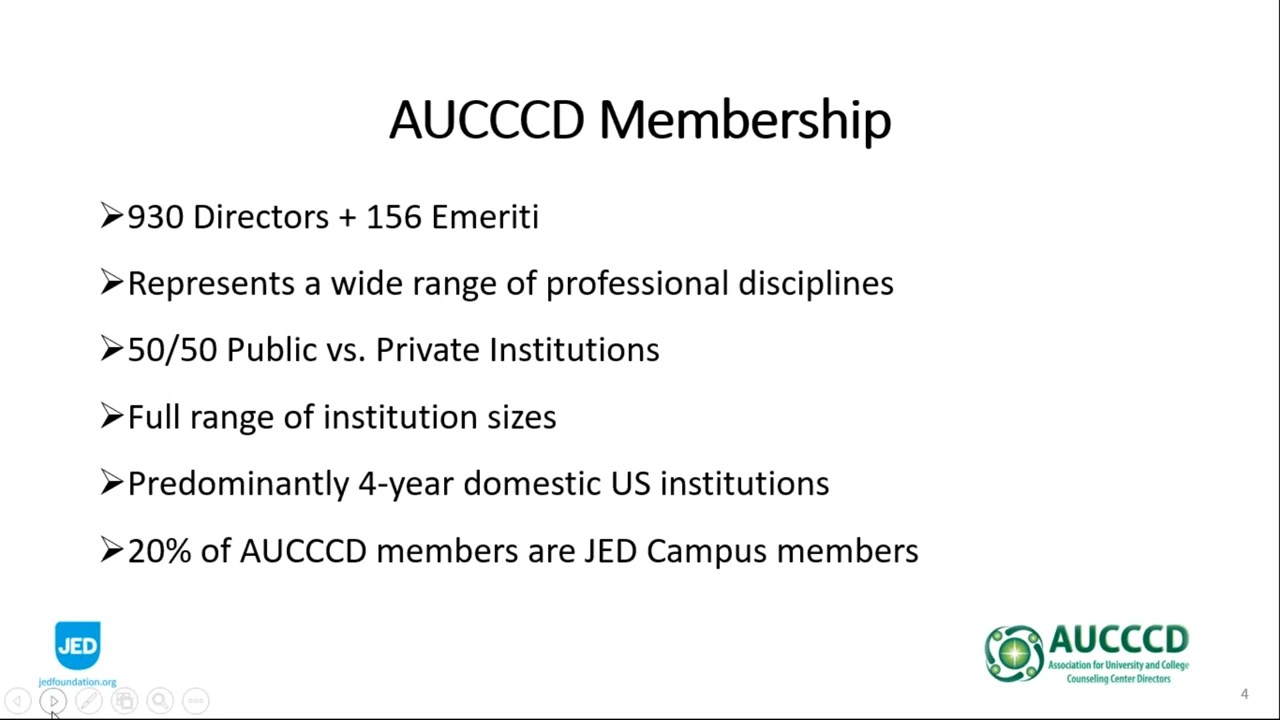 AUCCCD Membership
➢930 Directors + 156 Emeriti
➢Represents a wide range of professional disciplines
➢50/50 Public vs. Private Institutions
➢Full range of institution sizes
➢Predominantly 4-year domestic US institutions
➢20% of AUCCCD members are JED Campus members
JED
jedfoundation.org
AUCCCD
Association for University and College
Counseling Center Directors
4